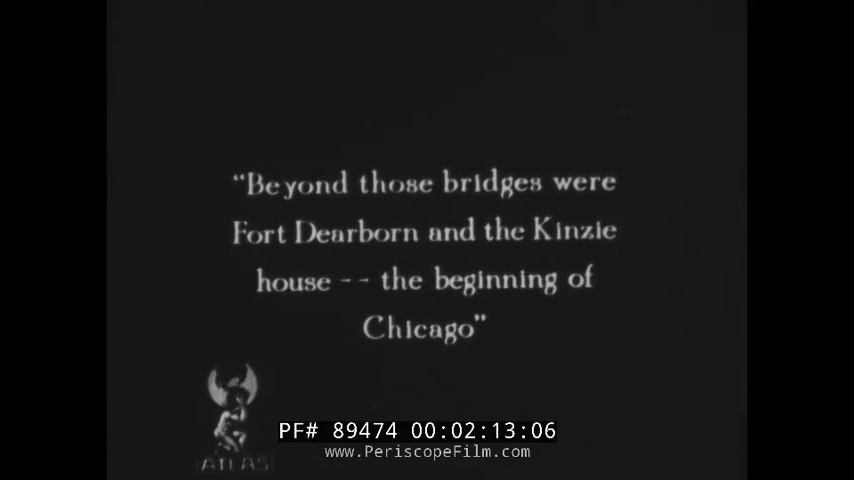 “Beyond those bridges were
Fort Dearborn and the Kinzie
house -- the beginning of
Chicago”
ATLAS
PF# 89474 00:02:13:06
www.PeriscopeFilm.com